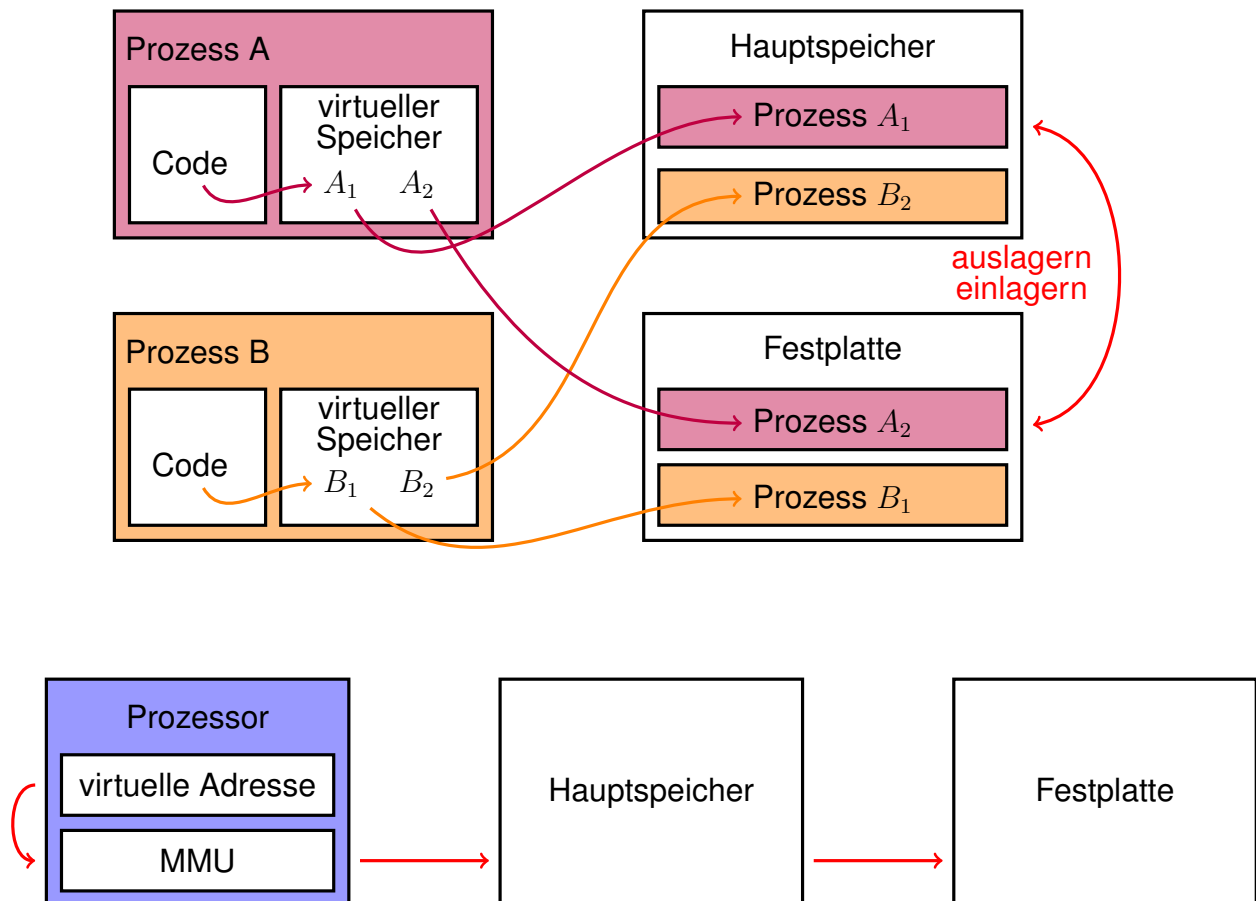 Prozess A
Code
virtueller
Speicher
A₁ A₂
Hauptspeicher
Prozess A₁
Prozess B₂
auslagern
einlagern
Prozess B
Code
virtueller
Speicher
B₁ B₂
Festplatte
Prozess A₂
Prozess B₁
Prozessor
virtuelle Adresse
MMU
Hauptspeicher
Festplatte